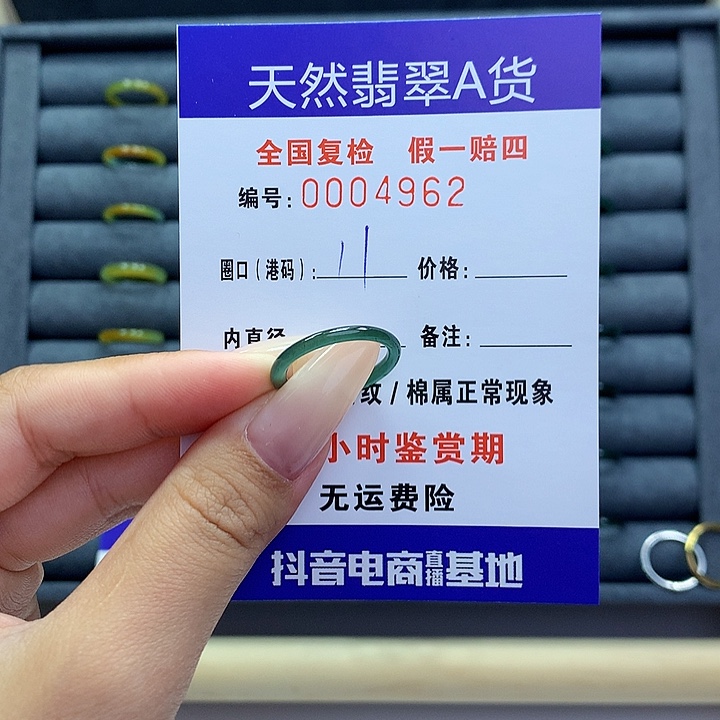 天然翡翠A货
全国复检 假一赔四
编号: 0004962
圈口(港码): 11 价格:
内直径 备注:
纹/棉属正常现象
小时鉴赏期
无运费险
抖音电商直播基地